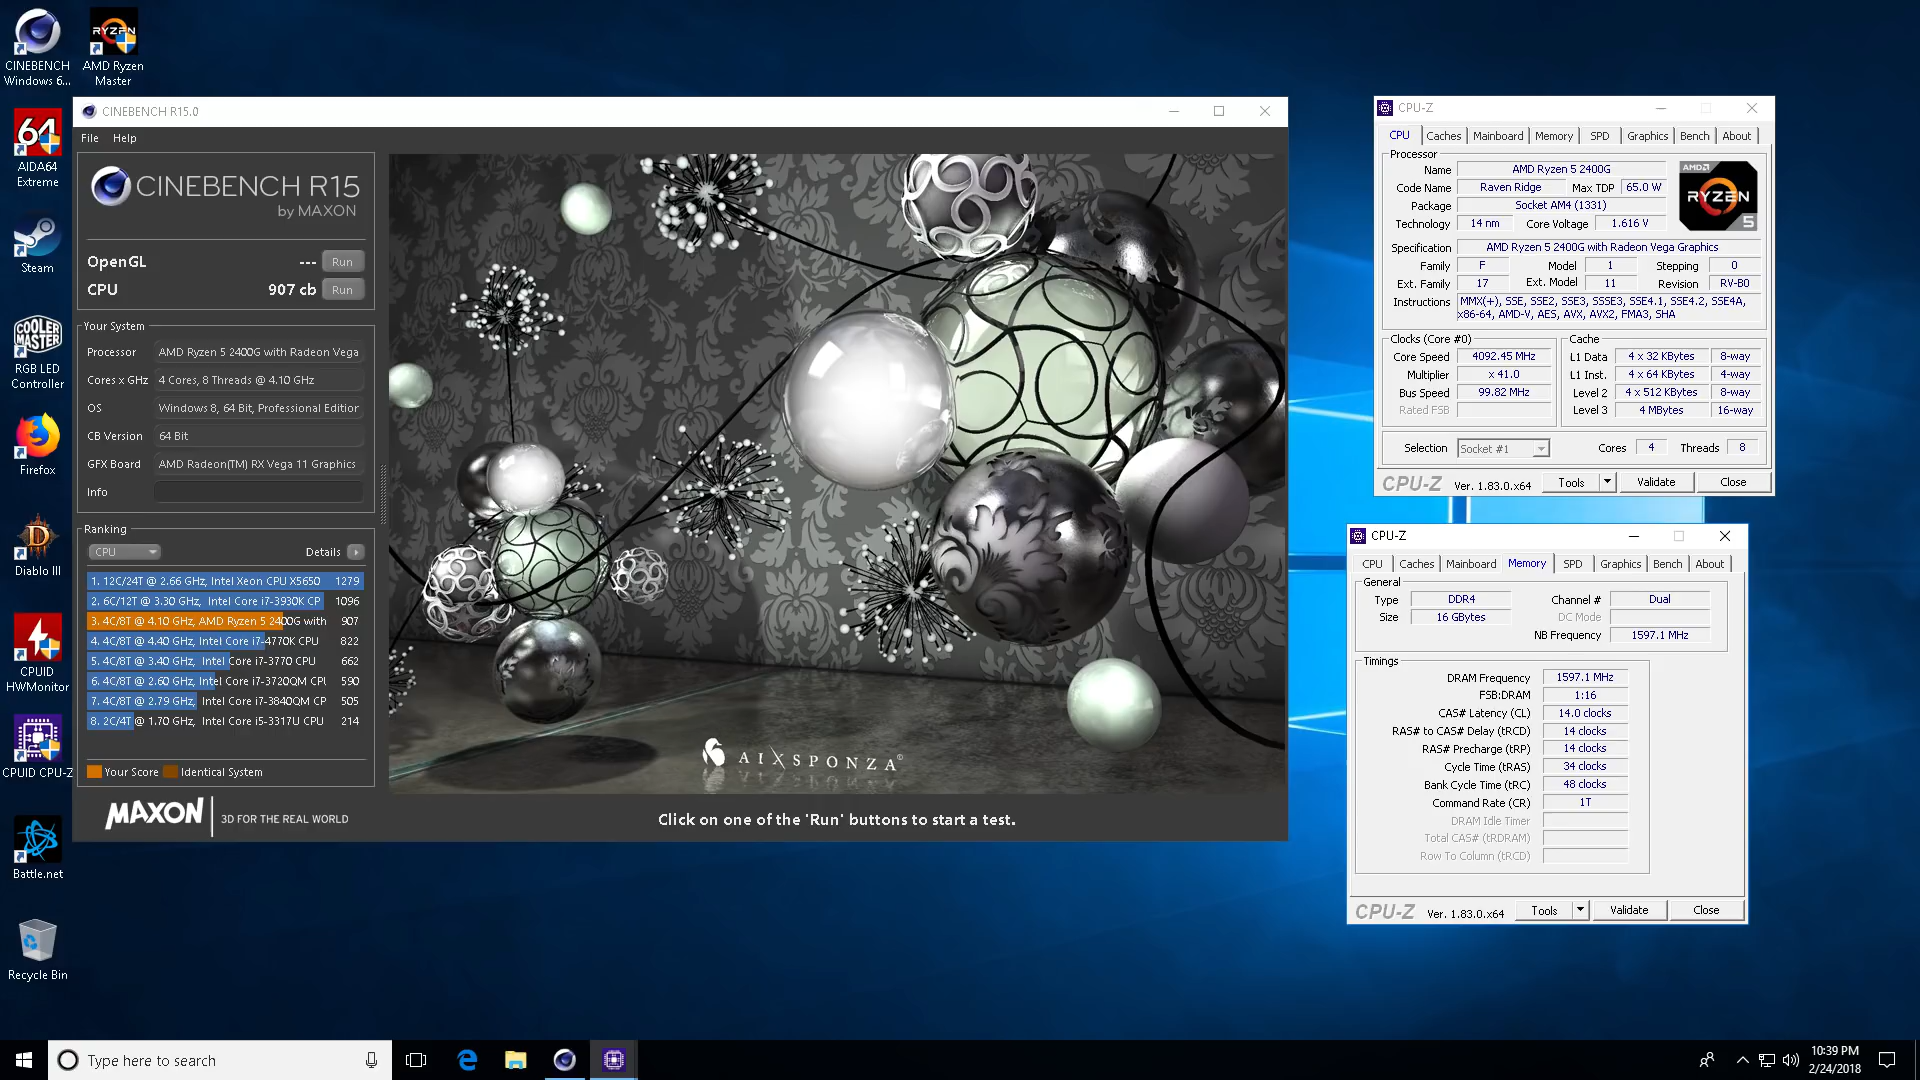 CINEBENCH
Windows 6...
AMD Ryzen
Master
RYZEN
64
AIDA64
Extreme
Steam
COOLER
MASTER
RGB LED
Controller
Firefox
Diablo III
CPUID
HWMonitor
CPUID CPU-Z
Battle.net
Recycle Bin
CINEBENCH R15.0
File Help
CINEBENCH R15
by MAXON
OpenGL --- Run
CPU 907 cb Run
Your System
Processor AMD Ryzen 5 2400G with Radeon Vega
Cores x GHz 4 Cores, 8 Threads @ 4.10 GHz
OS Windows 8, 64 Bit, Professional Edition
CB Version 64 Bit
GFX Board AMD Radeon(TM) RX Vega 11 Graphics
Info
Ranking
CPU Details
1. 12C/24T @ 2.66 GHz, Intel Xeon CPU X5650 1279
2. 6C/12T @ 3.30 GHz, Intel Core i7-3930K CP 1096
3. 4C/8T @ 4.10 GHz, AMD Ryzen 5 2400G with 907
4. 4C/8T @ 4.40 GHz, Intel Core i7-4770K CPU 822
5. 4C/8T @ 3.40 GHz, Intel Core i7-3770 CPU 662
6. 4C/8T @ 2.60 GHz, Intel Core i7-3720QM CPU 590
7. 4C/8T @ 2.79 GHz, Intel Core i7-3840QM CP 505
8. 2C/4T @ 1.70 GHz, Intel Core i5-3317U CPU 214
Your Score Identical System
MAXON 3D FOR THE REAL WORLD
AIXSPONZA®
Click on one of the 'Run' buttons to start a test.
CPU-Z
CPU Caches Mainboard Memory SPD Graphics Bench About
Processor
Name AMD Ryzen 5 2400G
Code Name Raven Ridge Max TDP 65.0 W
Package Socket AM4 (1331)
Technology 14 nm Core Voltage 1.616 V
AMD
RYZEN
5
Specification AMD Ryzen 5 2400G with Radeon Vega Graphics
Family F Model 1 Stepping 0
Ext. Family 17 Ext. Model 11 Revision RV-B0
Instructions MMX(+), SSE, SSE2, SSE3, SSSE3, SSE4.1, SSE4.2, SSE4A,
x86-64, AMD-V, AES, AVX, AVX2, FMA3, SHA
Clocks (Core #0)
Core Speed 4092.45 MHz
Multiplier x 41.0
Bus Speed 99.82 MHz
Rated FSB
Cache
L1 Data 4 x 32 KBytes 8-way
L1 Inst. 4 x 64 KBytes 4-way
Level 2 4 x 512 KBytes 8-way
Level 3 4 MBytes 16-way
Selection Socket #1 Cores 4 Threads 8
CPU-Z Ver. 1.83.0.x64 Tools Validate Close
CPU-Z
CPU Caches Mainboard Memory SPD Graphics Bench About
General
Type DDR4 Channel # Dual
Size 16 GBytes DC Mode
NB Frequency 1597.1 MHz
Timings
DRAM Frequency 1597.1 MHz
FSB:DRAM 1:16
CAS# Latency (CL) 14.0 clocks
RAS# to CAS# Delay (tRCD) 14 clocks
RAS# Precharge (tRP) 14 clocks
Cycle Time (tRAS) 34 clocks
Bank Cycle Time (tRC) 48 clocks
Command Rate (CR) 1T
DRAM Idle Timer
Total CAS# (tRDRAM)
Row To Column (tRCD)
CPU-Z Ver. 1.83.0.x64 Tools Validate Close
Type here to search
10:39 PM
2/24/2018